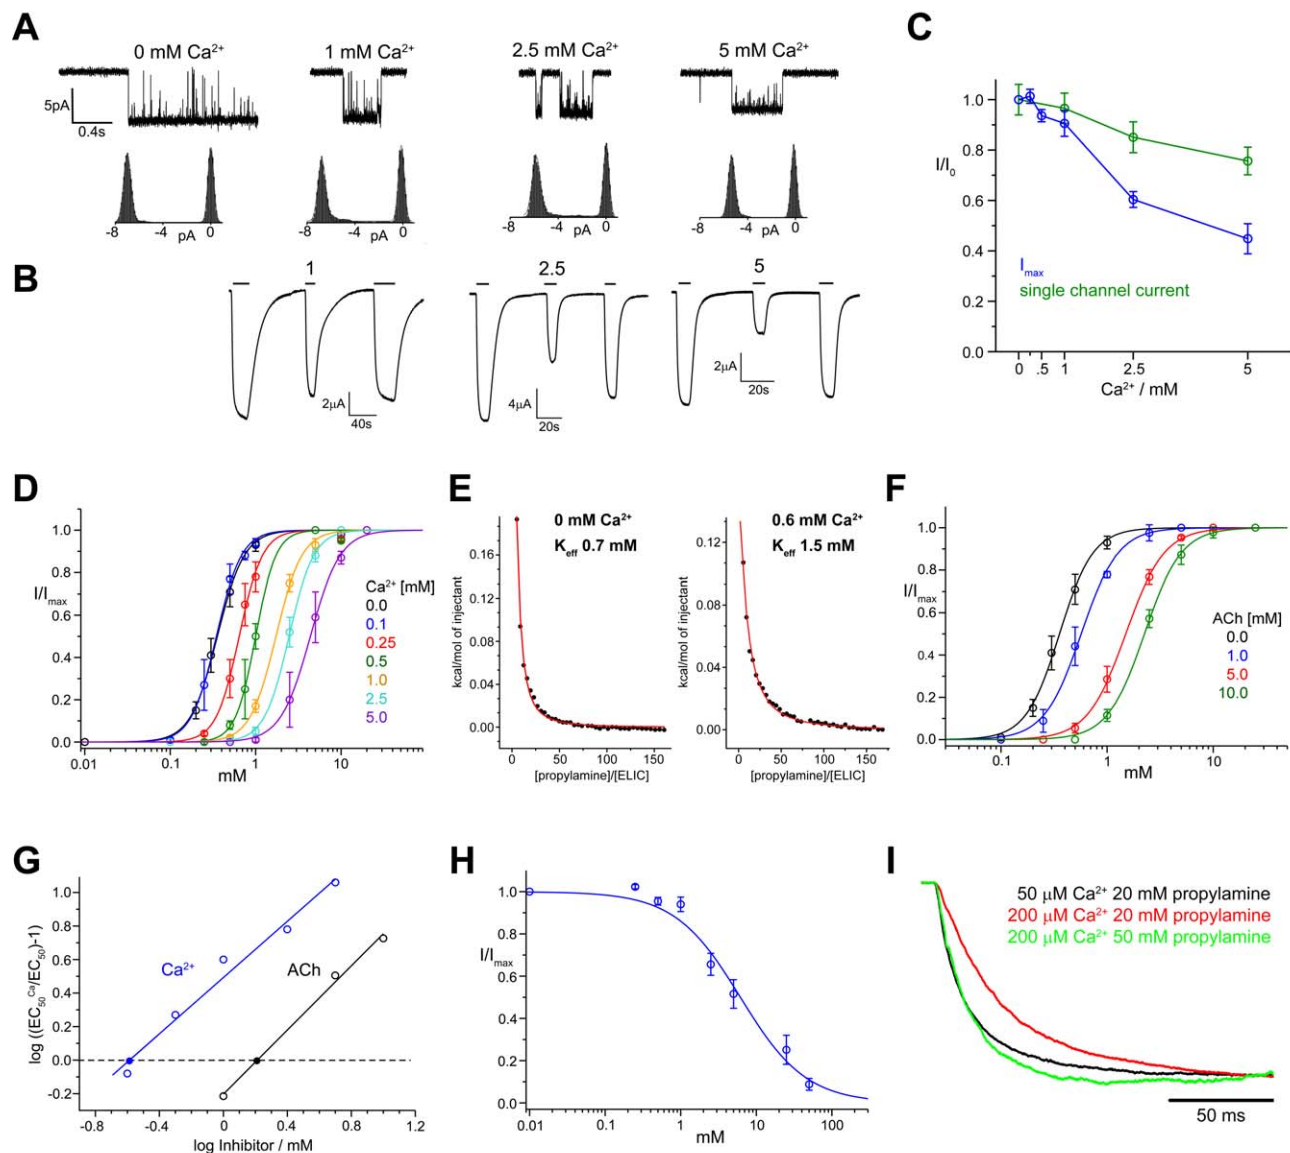 A
0 mM Ca²⁺
1 mM Ca²⁺
2.5 mM Ca²⁺
5 mM Ca²⁺
5pA
0.4s
-8 -4 pA 0
-8 -4 pA 0
-8 -4 pA 0
-8 -4 pA 0
B
1
2.5
5
2µA
40s
4µA
20s
2µA
20s
C
1.0
0.8
0.6
0.4
0.2
0.0
I/I₀
Iₘₐₓ
single channel current
0 .5 1 2.5 5
Ca²⁺ / mM
D
1.0
0.8
0.6
0.4
0.2
0.0
I/Iₘₐₓ
Ca²⁺ [mM]
0.0
0.1
0.25
0.5
1.0
2.5
5.0
0.01 0.1 1 10
mM
E
0 mM Ca²⁺
K_eff 0.7 mM
kcal/mol of injectant
0.16
0.12
0.08
0.04
0.00
0 50 100 150
[propylamine]/[ELIC]
0.6 mM Ca²⁺
K_eff 1.5 mM
kcal/mol of injectant
0.12
0.08
0.04
0.00
0 50 100 150
[propylamine]/[ELIC]
F
1.0
0.8
0.6
0.4
0.2
0.0
I/Iₘₐₓ
ACh [mM]
0.0
1.0
5.0
10.0
0.1 1 10
mM
G
1.0
0.8
0.6
0.4
0.2
0.0
-0.2
log ((EC₅₀^Ca/EC₅₀)-1)
Ca²⁺
ACh
-0.8 -0.4 0.0 0.4 0.8 1.2
log Inhibitor / mM
H
1.0
0.8
0.6
0.4
0.2
0.0
I/Iₘₐₓ
0.01 0.1 1 10 100
mM
I
50 µM Ca²⁺ 20 mM propylamine
200 µM Ca²⁺ 20 mM propylamine
200 µM Ca²⁺ 50 mM propylamine
50 ms